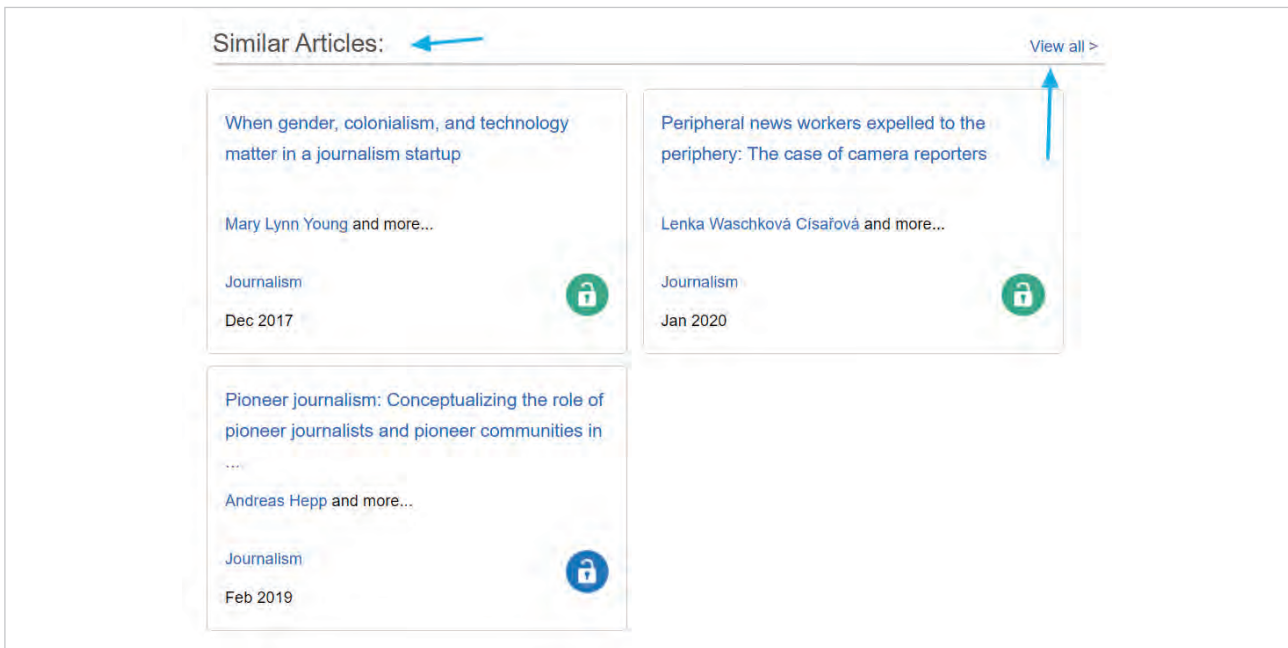 Similar Articles:
View all >
When gender, colonialism, and technology
matter in a journalism startup
Mary Lynn Young and more...
Journalism
Dec 2017
Peripheral news workers expelled to the
periphery: The case of camera reporters
Lenka Waschková Císařová and more...
Journalism
Jan 2020
Pioneer journalism: Conceptualizing the role of
pioneer journalists and pioneer communities in
...
Andreas Hepp and more...
Journalism
Feb 2019